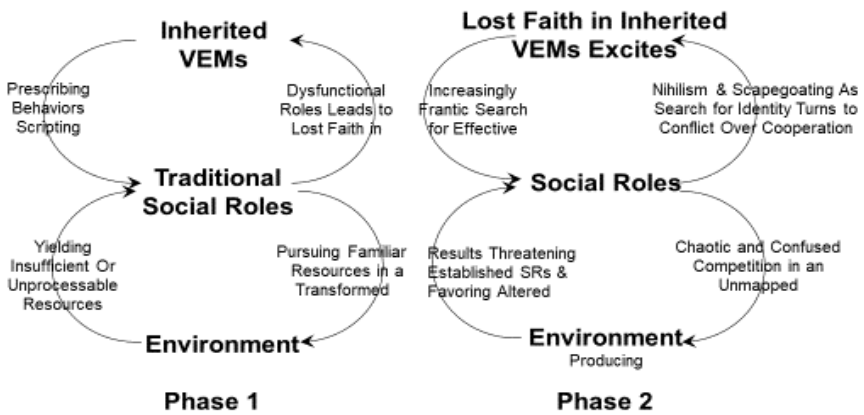 Inherited
VEMs
Prescribing
Behaviors
Scripting
Dysfunctional
Roles Leads to
Lost Faith in
Traditional
Social Roles
Yielding
Insufficient Or
Unprocessable
Resources
Pursuing Familiar
Resources in a
Transformed
Environment
Phase 1
Lost Faith in Inherited
VEMs Excites
Increasingly
Frantic Search
for Effective
Nihilism & Scapegoating As
Search for Identity Turns to
Conflict Over Cooperation
Social Roles
Results Threatening
Established SRs &
Favoring Altered
Chaotic and Confused
Competition in an
Unmapped
Environment
Producing
Phase 2